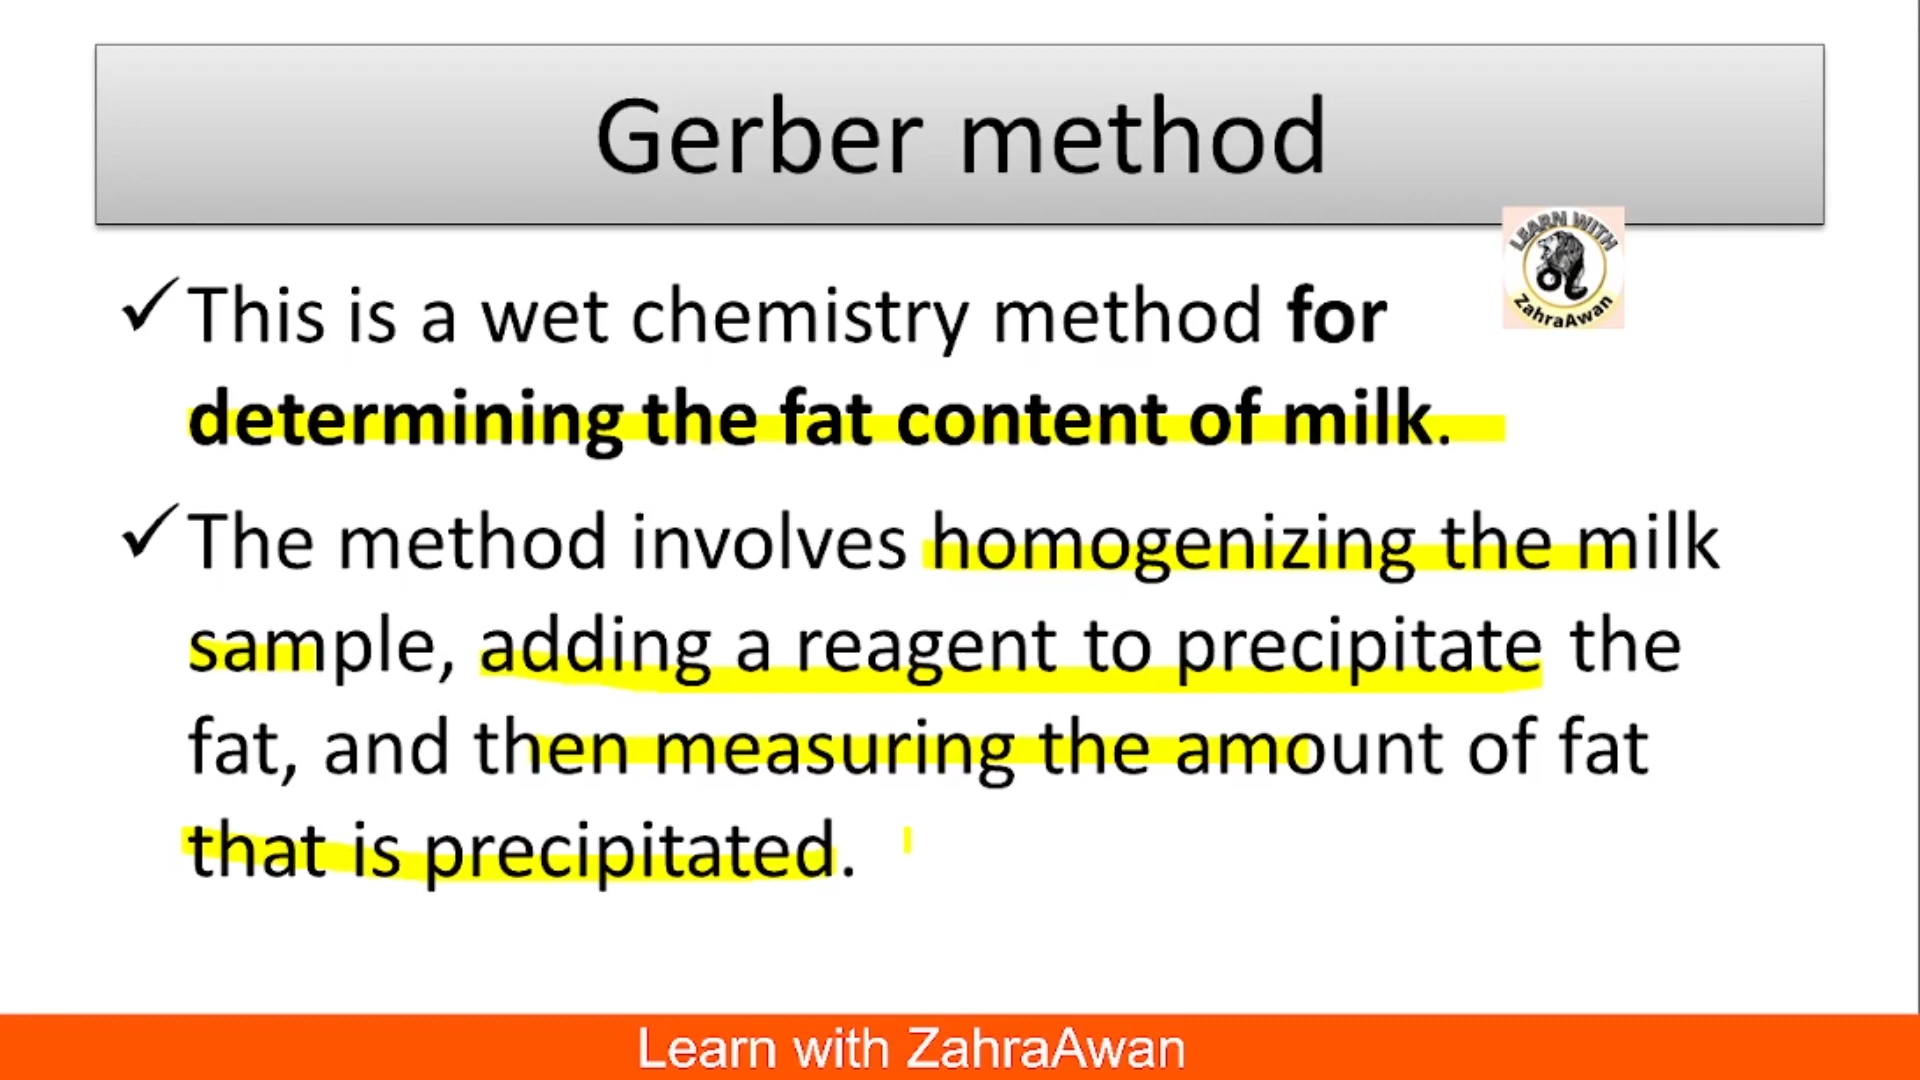 Gerber method
LEARN WITH
ZahraAwan
✓This is a wet chemistry method for
determining the fat content of milk.
✓The method involves homogenizing the milk
sample, adding a reagent to precipitate the
fat, and then measuring the amount of fat
that is precipitated.
Learn with ZahraAwan